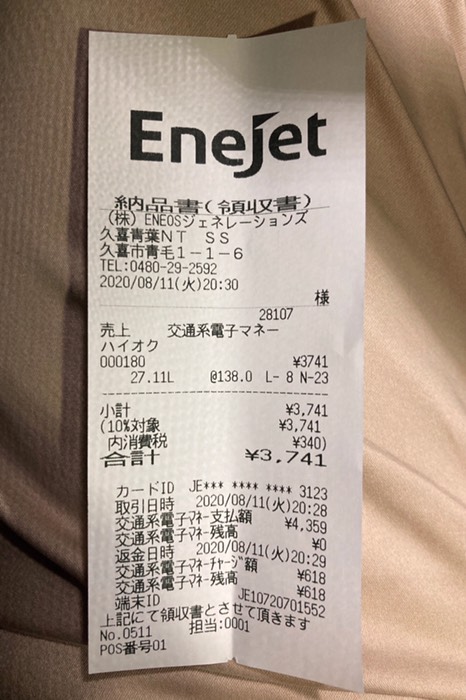 Enejet
納品書(領収書)
(株) ENEOSジェネレーションズ
久喜青葉NT SS
久喜市青毛1-1-6
TEL:0480-29-2592
2020/08/11(火)20:30
様
28107
売上 交通系電子マネー
ハイオク
000180 ¥3741
27.11L @138.0 L- 8 N-23
小計 ¥3,741
(10%対象 ¥3,741
内消費税 ¥340)
合計 ¥3,741
カードID JE*** **** **** 3123
取引日時 2020/08/11(火)20:28
交通系電子マネー支払額 ¥4,359
交通系電子マネー残高 ¥0
返金日時 2020/08/11(火)20:29
交通系電子マネーチャージ額 ¥618
交通系電子マネー残高 ¥618
端末ID JE10720701552
上記にて領収書とさせて頂きます
No.0511 担当:0001
POS番号01